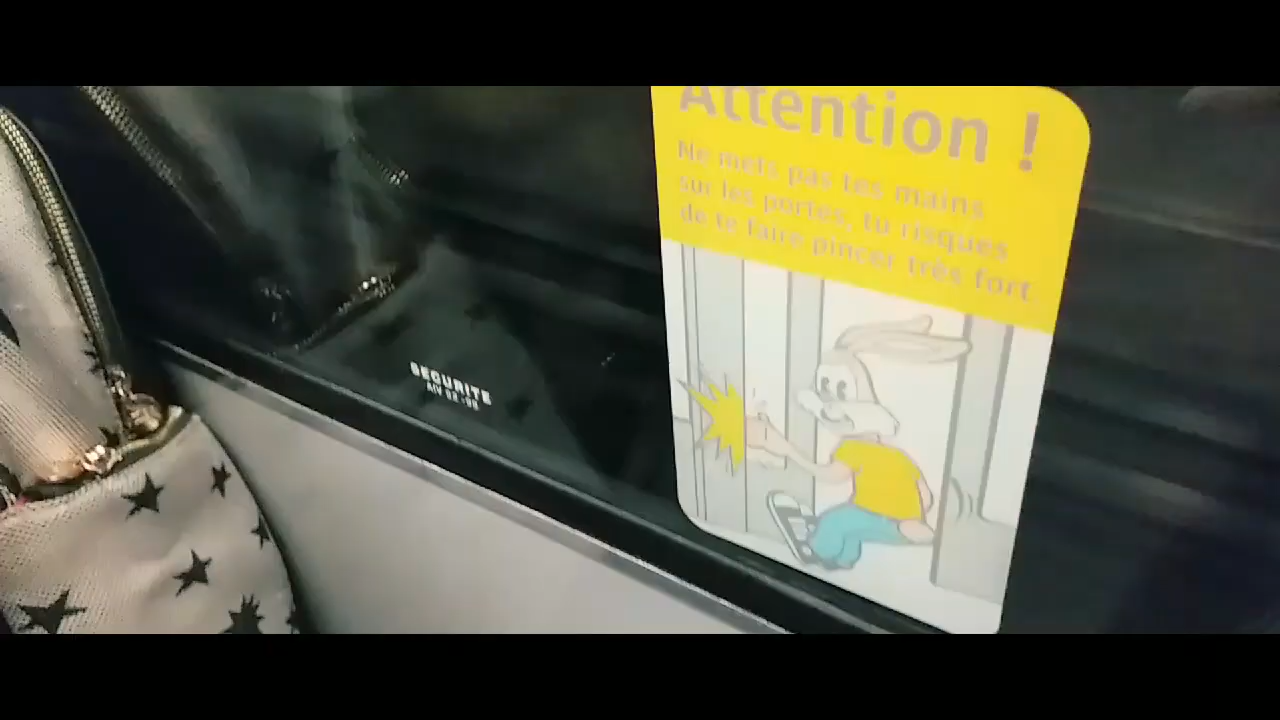 Attention !
Ne mets pas tes mains
sur les portes, tu risques
de te faire pincer très fort
SECURITE